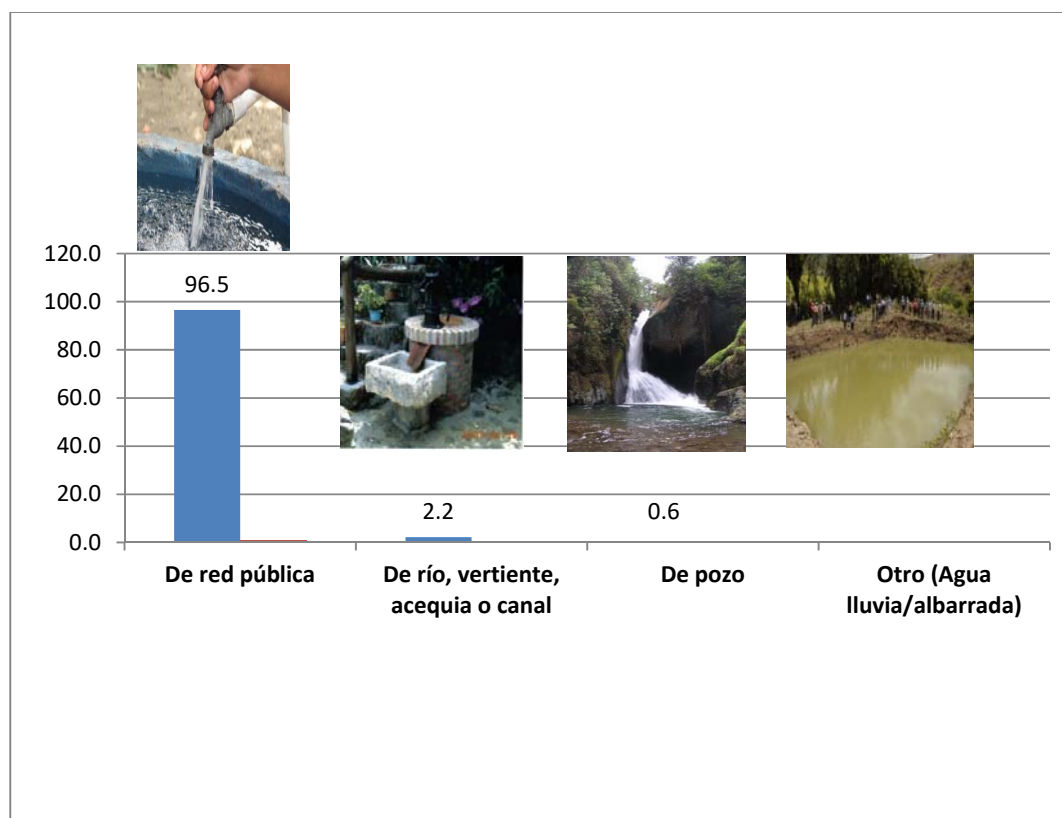 120.0
100.0
80.0
60.0
40.0
20.0
0.0
96.5
2.2
0.6
De red pública
De río, vertiente,
acequia o canal
De pozo
Otro (Agua
lluvia/albarrada)